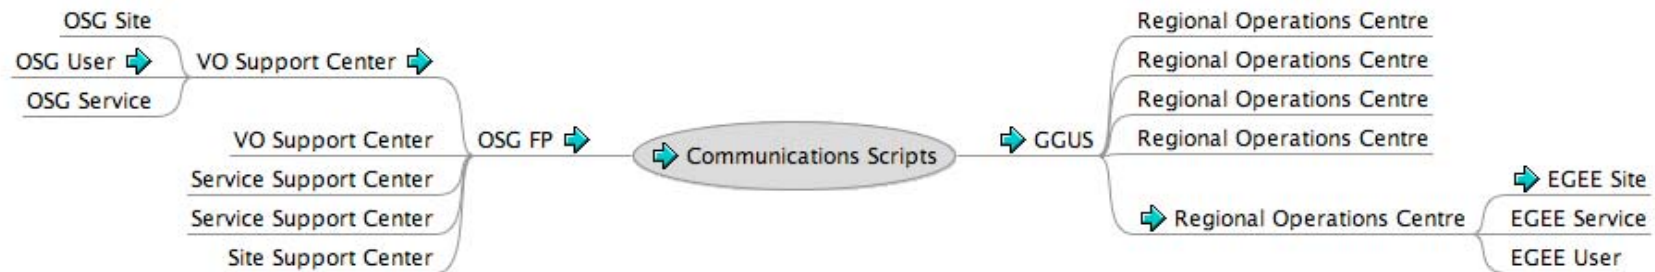 OSG Site
OSG User
OSG Service
VO Support Center
VO Support Center
Service Support Center
Service Support Center
Site Support Center
OSG FP
Communications Scripts
GGUS
Regional Operations Centre
Regional Operations Centre
Regional Operations Centre
Regional Operations Centre
Regional Operations Centre
EGEE Site
EGEE Service
EGEE User